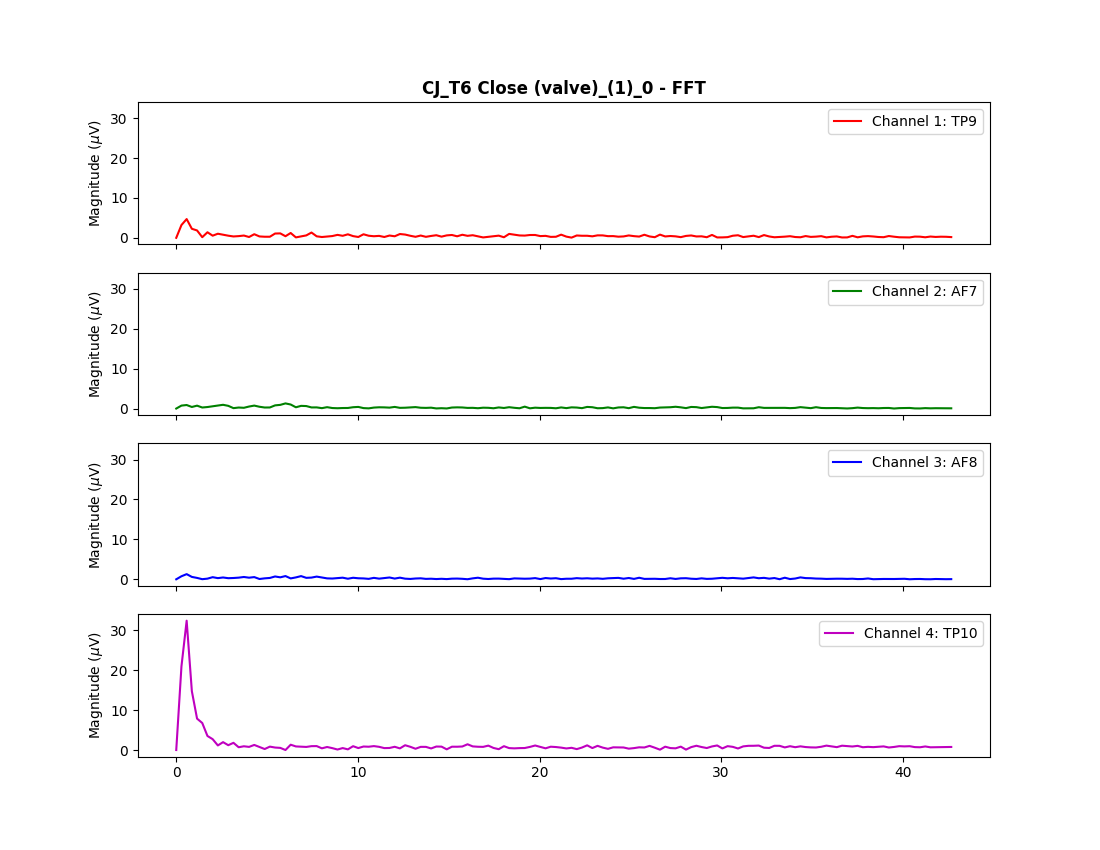 CJ_T6 Close (valve)_(1)_0 - FFT
Magnitude (μV)
30
20
10
0
Channel 1: TP9
Magnitude (μV)
30
20
10
0
Channel 2: AF7
Magnitude (μV)
30
20
10
0
Channel 3: AF8
Magnitude (μV)
30
20
10
0
Channel 4: TP10
0 10 20 30 40